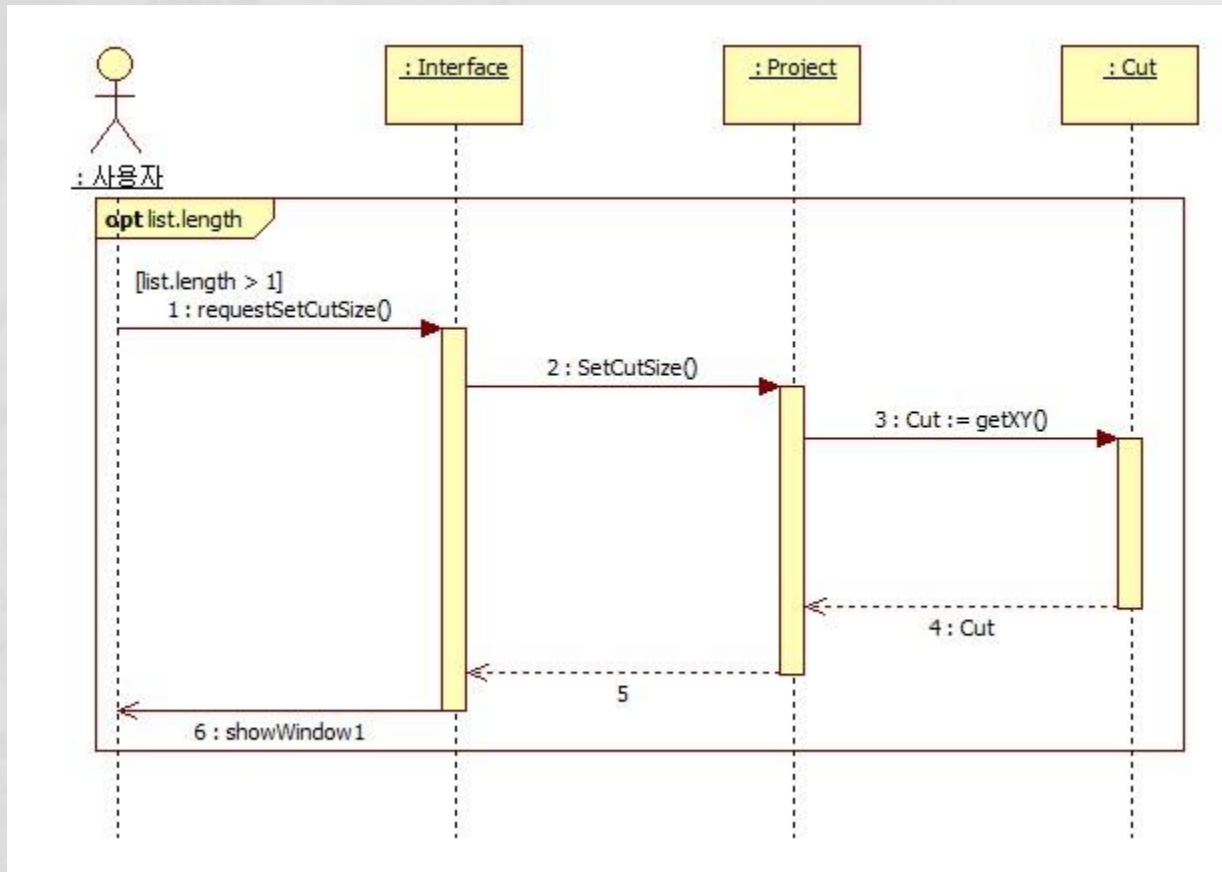 : Interface
: Project
: Cut
: 사용자
opt list.length
[list.length > 1]
1 : requestSetCutSize()
2 : SetCutSize()
3 : Cut := getXY()
4 : Cut
5
6 : showWindow1